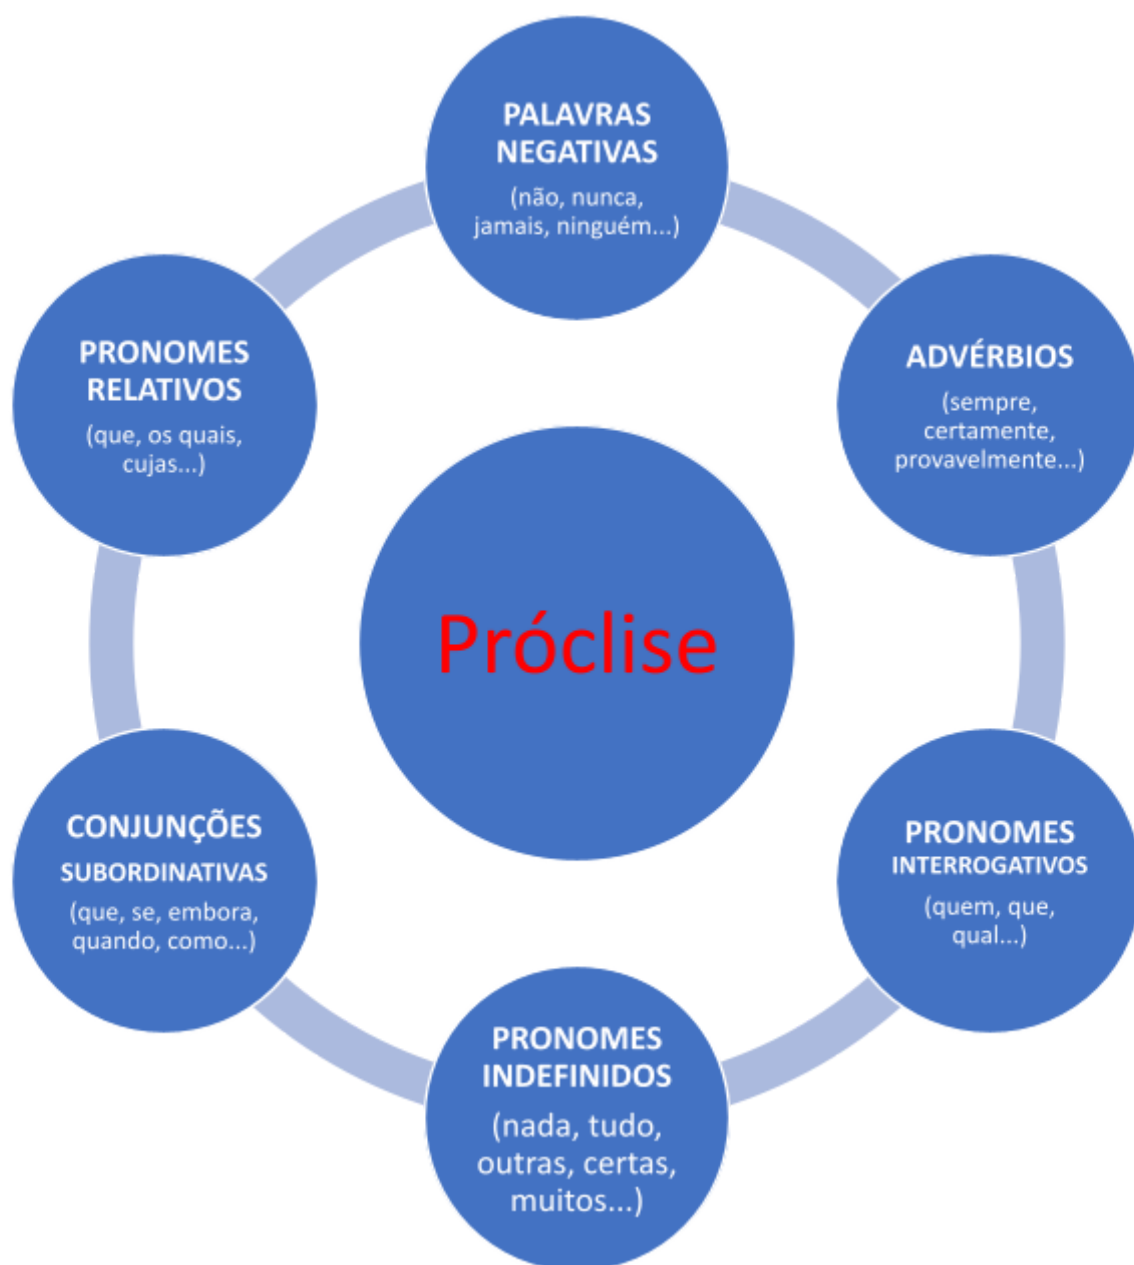 PALAVRAS
NEGATIVAS
(não, nunca,
jamais, ninguém...)
ADVÉRBIOS
(sempre,
certamente,
provavelmente...)
PRONOMES
INTERROGATIVOS
(quem, que,
qual...)
PRONOMES
INDEFINIDOS
(nada, tudo,
outras, certas,
muitos...)
CONJUNÇÕES
SUBORDINATIVAS
(que, se, embora,
quando, como...)
PRONOMES
RELATIVOS
(que, os quais,
cujas...)
Próclise